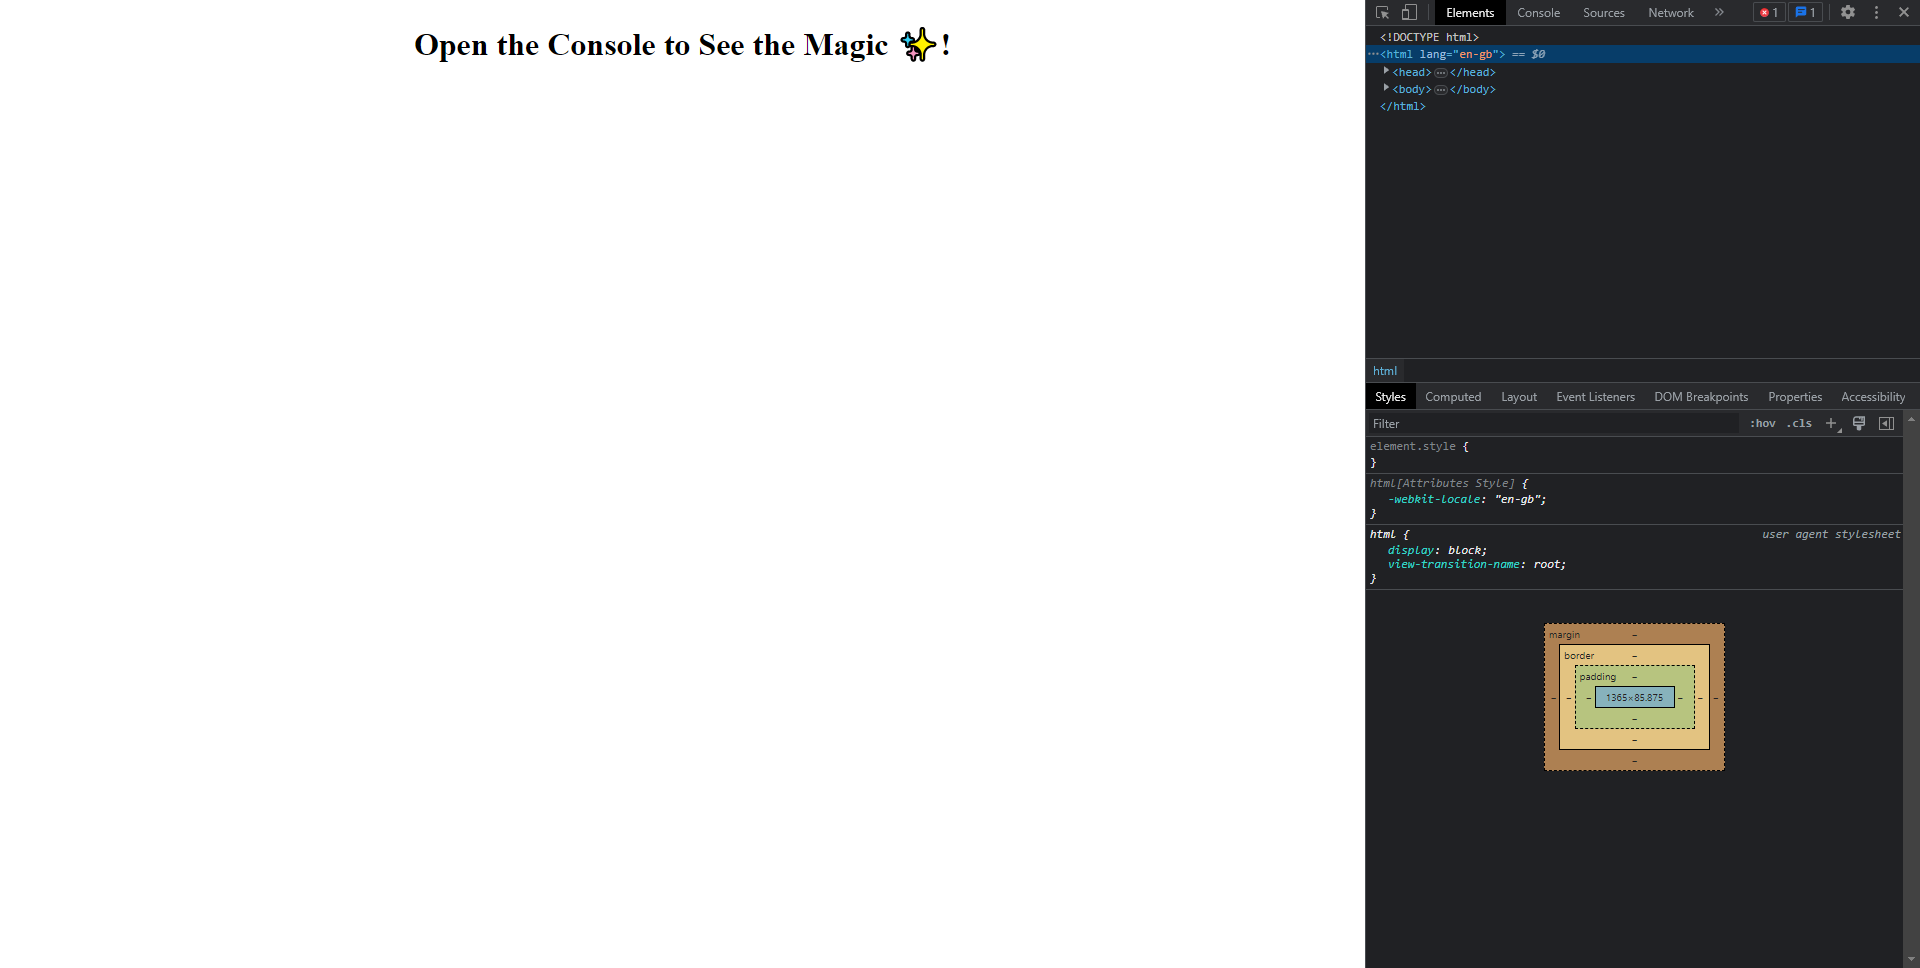 Open the Console to See the Magic ✨!
Elements Console Sources Network » 1 1
<!DOCTYPE html>
···<html lang="en-gb"> == $0
<head>…</head>
<body>…</body>
</html>
html
Styles Computed Layout Event Listeners DOM Breakpoints Properties Accessibility
Filter :hov .cls +
element.style {
}
html[Attributes Style] {
-webkit-locale: "en-gb";
}
html { user agent stylesheet
display: block;
view-transition-name: root;
}
margin –
border –
padding –
– – – 1365×85.875 – – –
–
–
–